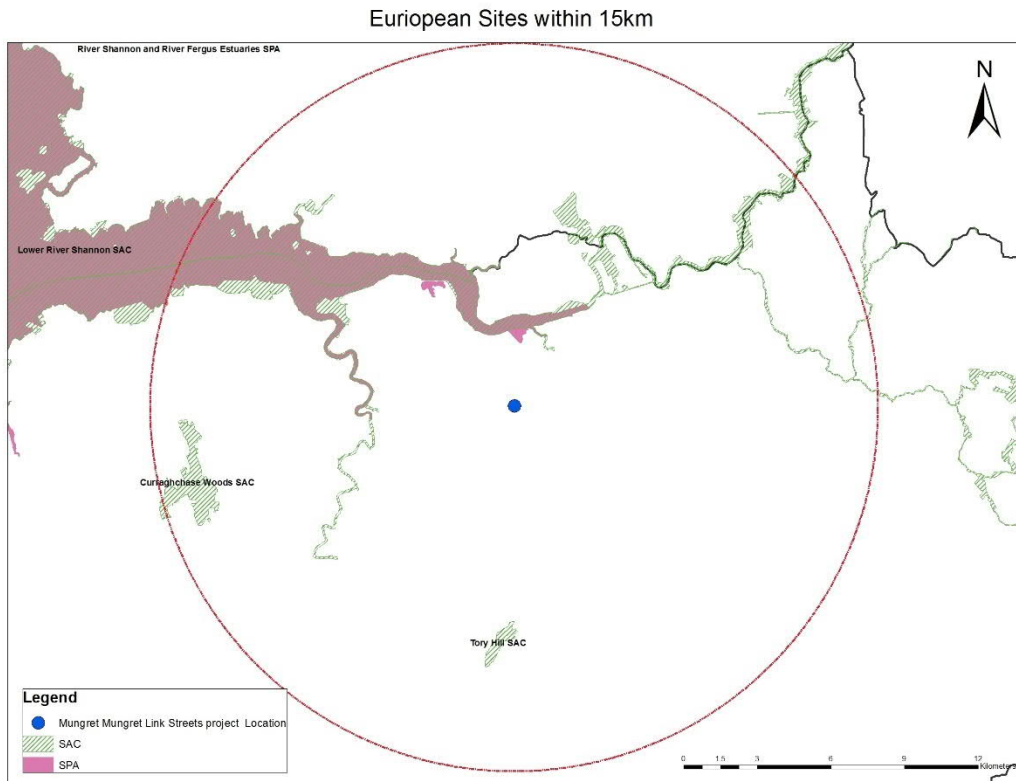 Euriopean Sites within 15km
River Shannon and River Fergus Estuaries SPA
N
Lower River Shannon SAC
Curraghchase Woods SAC
Tory Hill SAC
Legend
Mungret Mungret Link Streets project Location
SAC
SPA
0 1.5 3 6 9 12
Kilometers